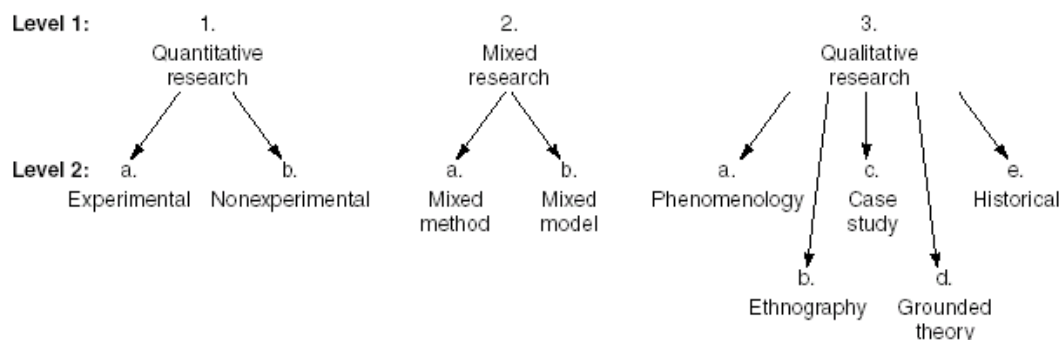 Level 1: 1. 2. 3.
Quantitative Mixed Qualitative
research research research
Level 2: a. b. a. b. a. c. e.
Experimental Nonexperimental Mixed Mixed Phenomenology Case Historical
method model study
b. d.
Ethnography Grounded
theory